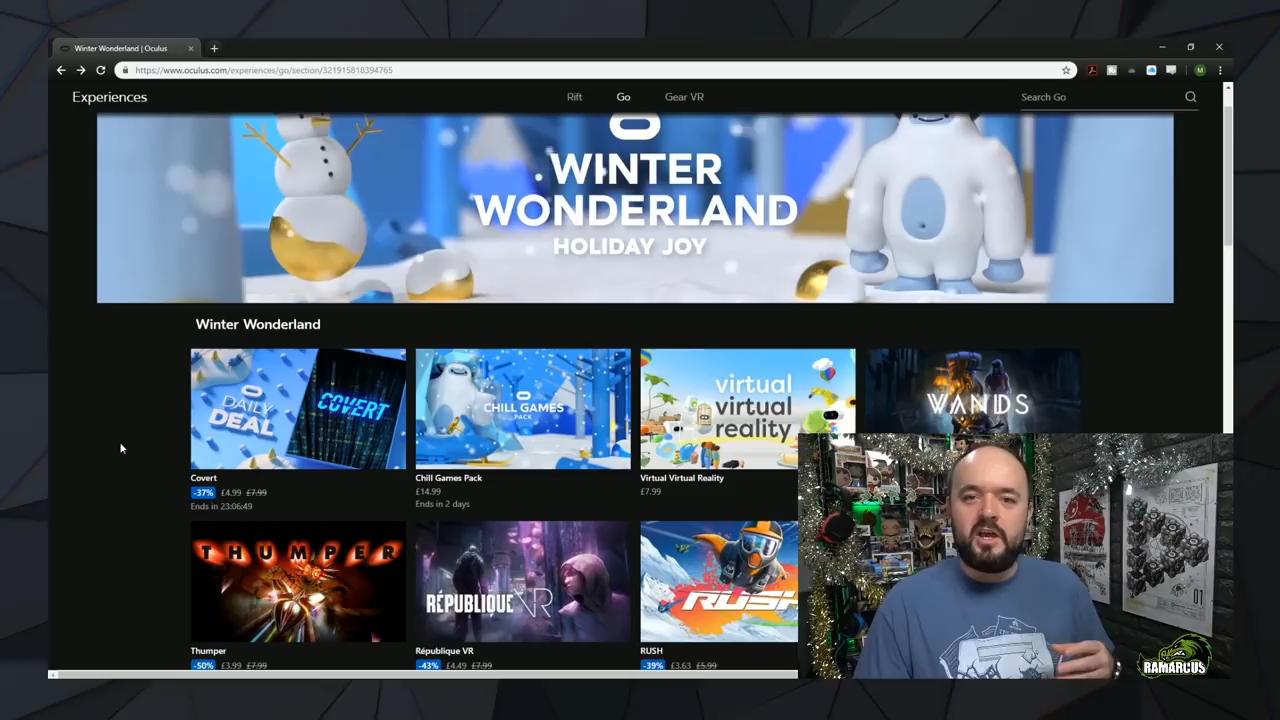 Winter Wonderland | Oculus
https://www.oculus.com/experiences/go/section/321915818394765
M
Experiences
Rift
Go
Gear VR
Search Go
WINTER
WONDERLAND
HOLIDAY JOY
Winter Wonderland
DAILY
DEAL
COVERT
CHILL GAMES
PACK
virtual
virtual
reality
WANDS
Covert
-37% £4.99 £7.99
Ends in 23:06:49
Chill Games Pack
£14.99
Ends in 2 days
Virtual Virtual Reality
£7.99
THUMPER
RÉPUBLIQUE VR
RUSH
Thumper
-50% £3.99 £7.99
République VR
-43% £4.49 £7.99
RUSH
-39% £3.63 £5.99
01
RAMARCUS